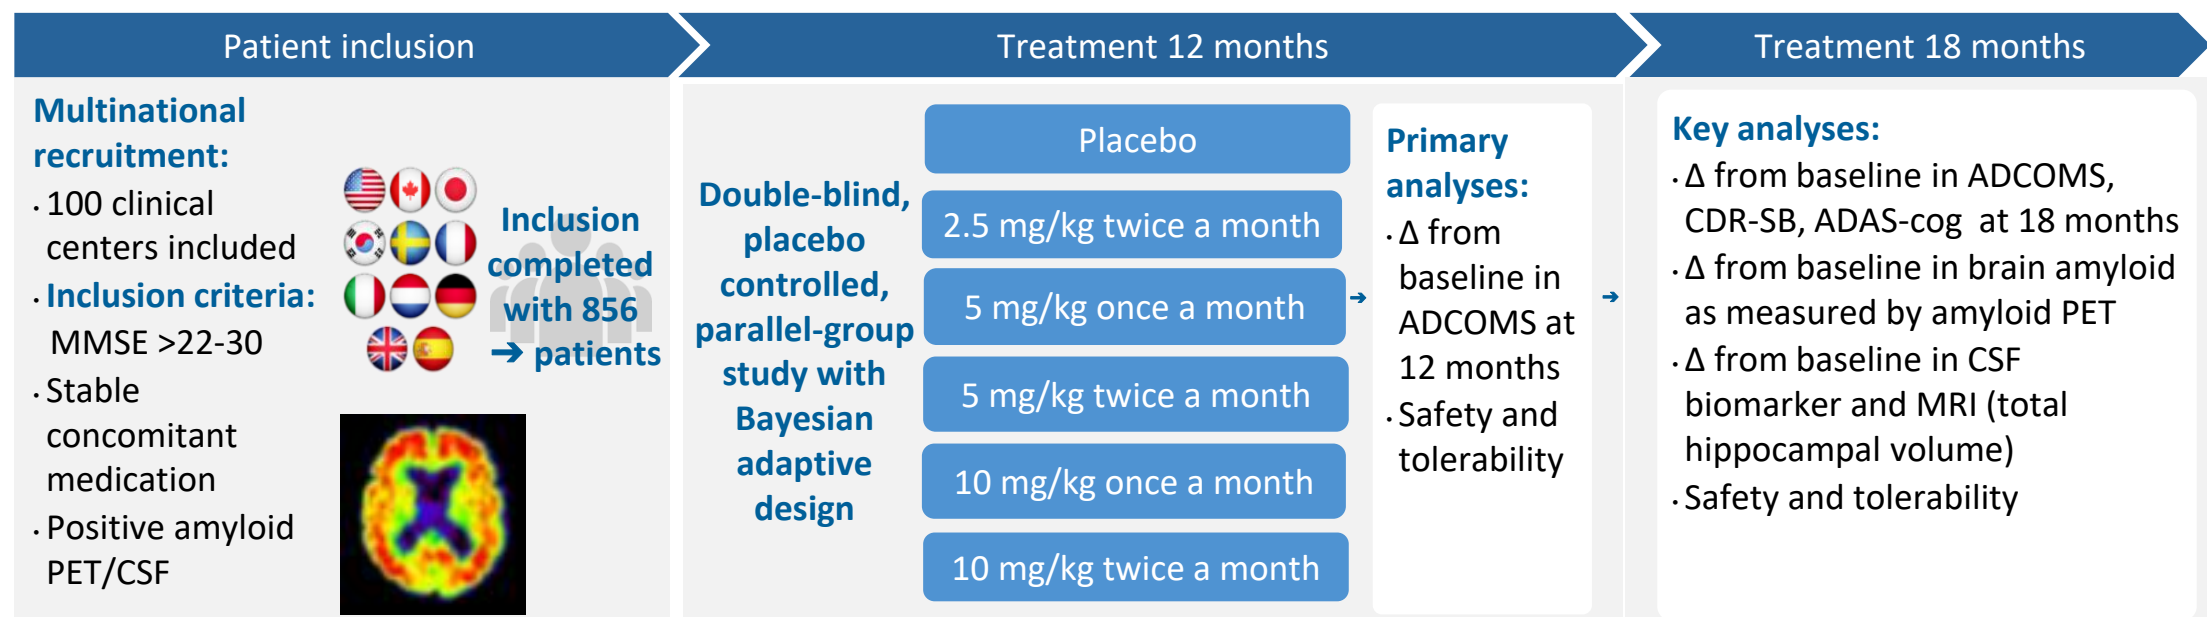 Patient inclusion
Treatment 12 months
Treatment 18 months
Multinational
recruitment:
· 100 clinical
centers included
· Inclusion criteria:
MMSE >22-30
· Stable
concomitant
medication
· Positive amyloid
PET/CSF
Inclusion
completed
with 856
➔ patients
Double-blind,
placebo
controlled,
parallel-group
study with
Bayesian
adaptive
design
Placebo
2.5 mg/kg twice a month
5 mg/kg once a month
5 mg/kg twice a month
10 mg/kg once a month
10 mg/kg twice a month
➔
Primary
analyses:
· Δ from
baseline in
ADCOMS at
12 months
· Safety and
tolerability
➔
Key analyses:
· Δ from baseline in ADCOMS,
CDR-SB, ADAS-cog at 18 months
· Δ from baseline in brain amyloid
as measured by amyloid PET
· Δ from baseline in CSF
biomarker and MRI (total
hippocampal volume)
· Safety and tolerability